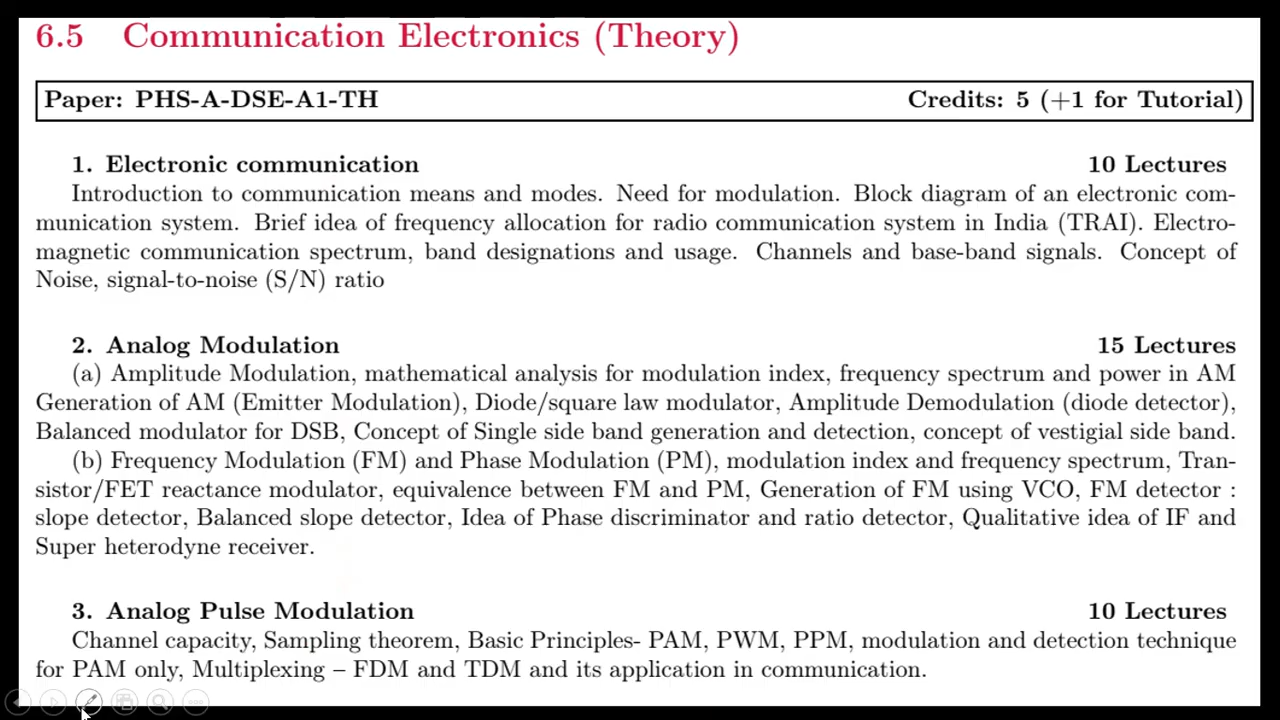 6.5 Communication Electronics (Theory)
Paper: PHS-A-DSE-A1-TH Credits: 5 (+1 for Tutorial)
1. Electronic communication 10 Lectures
Introduction to communication means and modes. Need for modulation. Block diagram of an electronic com-
munication system. Brief idea of frequency allocation for radio communication system in India (TRAI). Electro-
magnetic communication spectrum, band designations and usage. Channels and base-band signals. Concept of
Noise, signal-to-noise (S/N) ratio
2. Analog Modulation 15 Lectures
(a) Amplitude Modulation, mathematical analysis for modulation index, frequency spectrum and power in AM
Generation of AM (Emitter Modulation), Diode/square law modulator, Amplitude Demodulation (diode detector),
Balanced modulator for DSB, Concept of Single side band generation and detection, concept of vestigial side band.
(b) Frequency Modulation (FM) and Phase Modulation (PM), modulation index and frequency spectrum, Tran-
sistor/FET reactance modulator, equivalence between FM and PM, Generation of FM using VCO, FM detector :
slope detector, Balanced slope detector, Idea of Phase discriminator and ratio detector, Qualitative idea of IF and
Super heterodyne receiver.
3. Analog Pulse Modulation 10 Lectures
Channel capacity, Sampling theorem, Basic Principles- PAM, PWM, PPM, modulation and detection technique
for PAM only, Multiplexing – FDM and TDM and its application in communication.